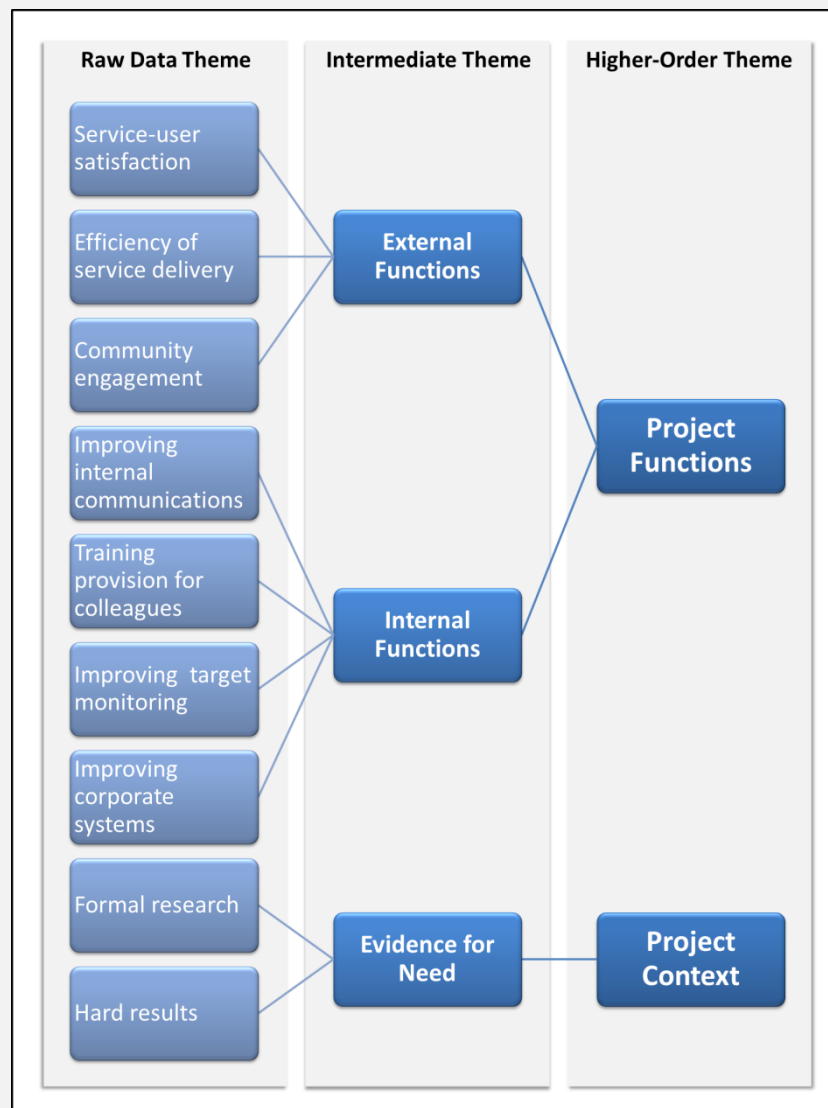 Raw Data Theme
Intermediate Theme
Higher-Order Theme
Service-user
satisfaction
Efficiency of
service delivery
Community
engagement
Improving
internal
communications
Training
provision for
colleagues
Improving target
monitoring
Improving
corporate
systems
Formal research
Hard results
External
Functions
Internal
Functions
Evidence for
Need
Project
Functions
Project
Context